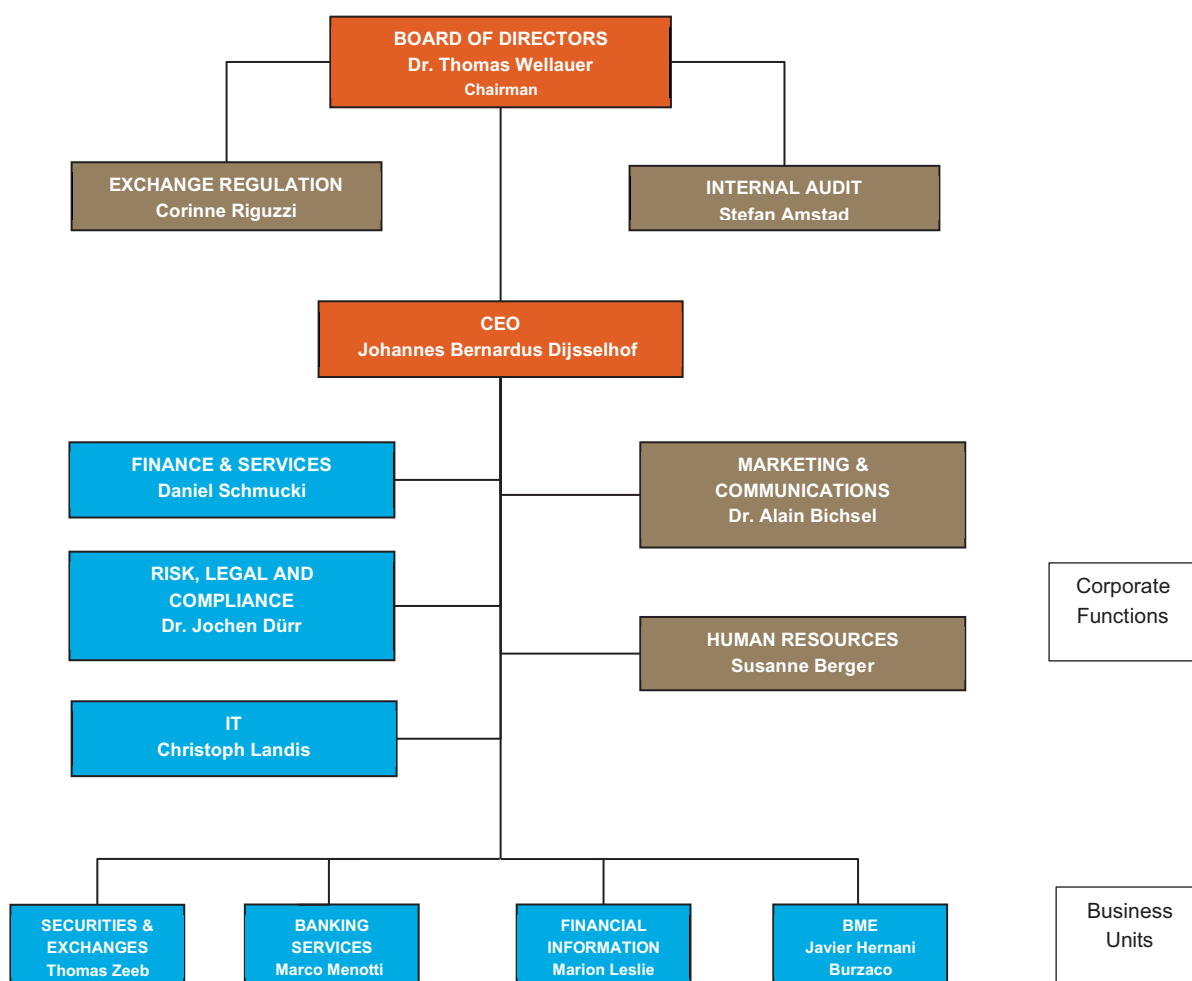 BOARD OF DIRECTORS
Dr. Thomas Wellauer
Chairman
EXCHANGE REGULATION
Corinne Riguzzi
INTERNAL AUDIT
Stefan Amstad
CEO
Johannes Bernardus Dijsselhof
FINANCE & SERVICES
Daniel Schmucki
MARKETING &
COMMUNICATIONS
Dr. Alain Bichsel
RISK, LEGAL AND
COMPLIANCE
Dr. Jochen Dürr
Corporate
Functions
HUMAN RESOURCES
Susanne Berger
IT
Christoph Landis
SECURITIES &
EXCHANGES
Thomas Zeeb
BANKING
SERVICES
Marco Menotti
FINANCIAL
INFORMATION
Marion Leslie
BME
Javier Hernani
Burzaco
Business
Units